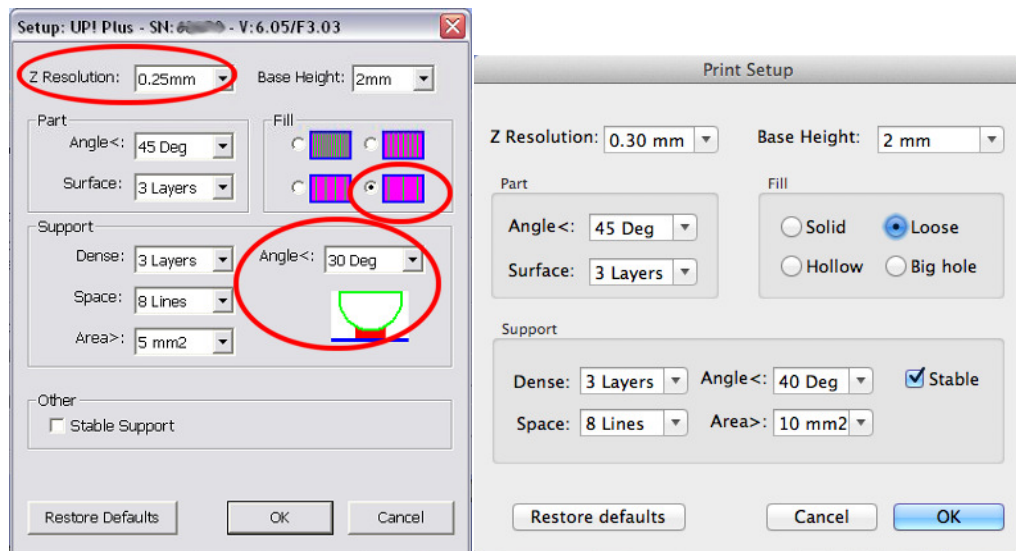 Setup: UP! Plus - SN: - V:6.05/F3.03
Z Resolution: 0.25mm Base Height: 2mm
Part Fill
Angle<: 45 Deg
Surface: 3 Layers
Support
Dense: 3 Layers Angle<: 30 Deg
Space: 8 Lines
Area>: 5 mm2
Other
Stable Support
Restore Defaults OK Cancel
Print Setup
Z Resolution: 0.30 mm Base Height: 2 mm
Part Fill
Angle<: 45 Deg Solid Loose
Surface: 3 Layers Hollow Big hole
Support
Dense: 3 Layers Angle<: 40 Deg Stable
Space: 8 Lines Area>: 10 mm2
Restore defaults Cancel OK